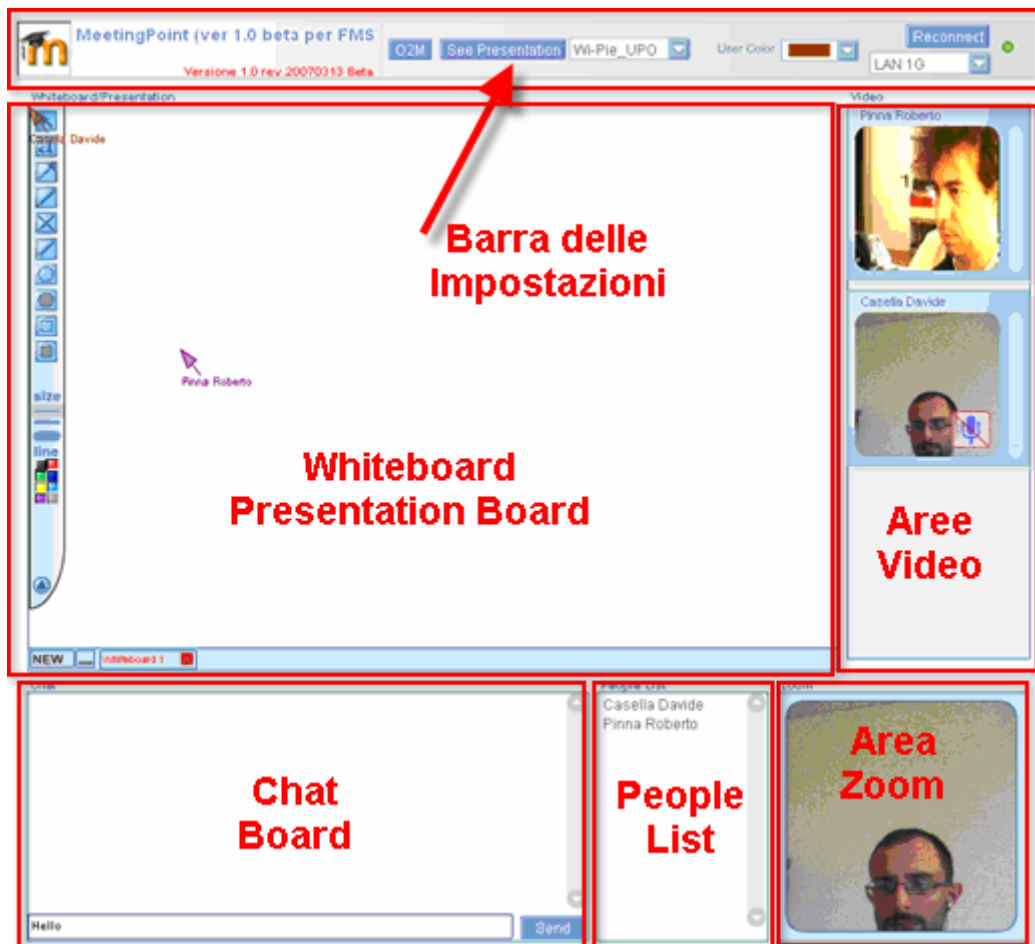 MeetingPoint (ver 1.0 beta per FMS
Versione 1.0 rev 20070313 Beta
O2M
See Presentation
Wi-Pie_UPO
User Color
Reconnect
LAN 1G
Whiteboard/Presentation
Video
Casella Davide
Pinna Roberto
Barra delle
Impostazioni
Casella Davide
Pinna Roberto
size
line
Whiteboard
Presentation Board
Aree
Video
NEW
Whiteboard 1
Chat
People List
Zoom
Casella Davide
Pinna Roberto
Area
Zoom
Chat
Board
People
List
Hello
Send